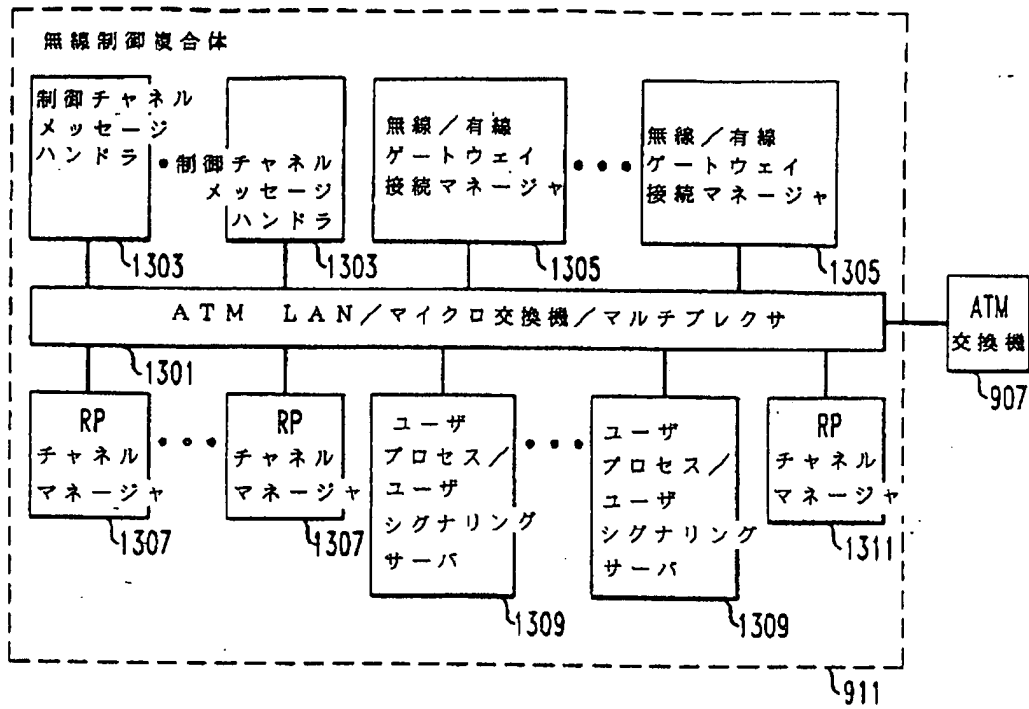 無線制御複合体
制御チャネル
メッセージ
ハンドラ
1303
制御チャネル
メッセージ
ハンドラ
1303
無線/有線
ゲートウェイ
接続マネージャ
1305
無線/有線
ゲートウェイ
接続マネージャ
1305
ATM LAN/マイクロ交換機/マルチプレクサ
1301
ATM
交換機
907
RP
チャネル
マネージャ
1307
RP
チャネル
マネージャ
1307
ユーザ
プロセス/
ユーザ
シグナリング
サーバ
1309
ユーザ
プロセス/
ユーザ
シグナリング
サーバ
1309
RP
チャネル
マネージャ
1311
911